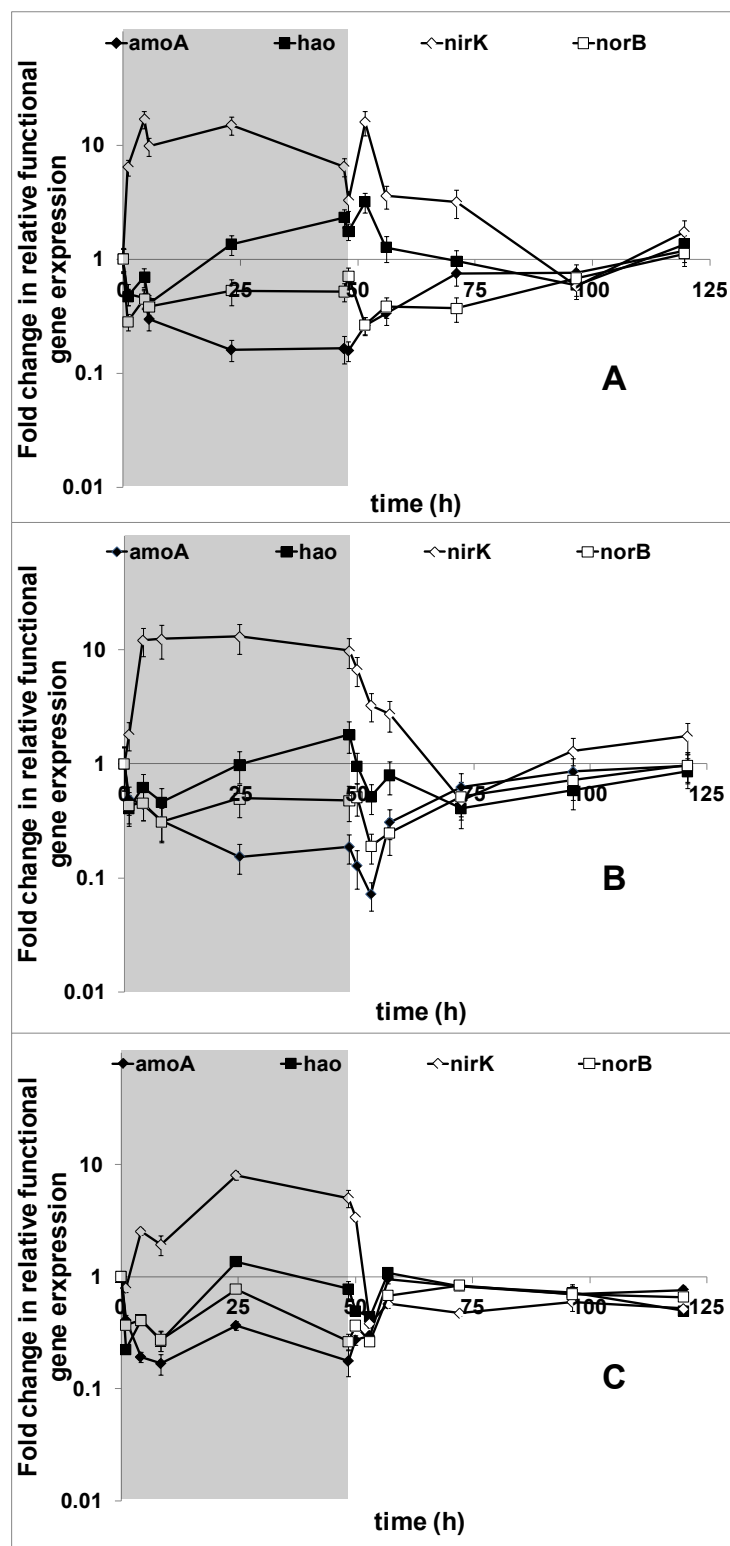 amoA hao nirK norB
10
1
0 25 50 75 100 125
0.1
0.01
Fold change in relative functional
gene erxpression
A
time (h)
amoA hao nirK norB
10
1
0 25 50 75 100 125
0.1
0.01
Fold change in relative functional
gene erxpression
B
time (h)
amoA hao nirK norB
10
1
0 25 50 75 100 125
0.1
0.01
Fold change in relative functional
gene erxpression
C
time (h)